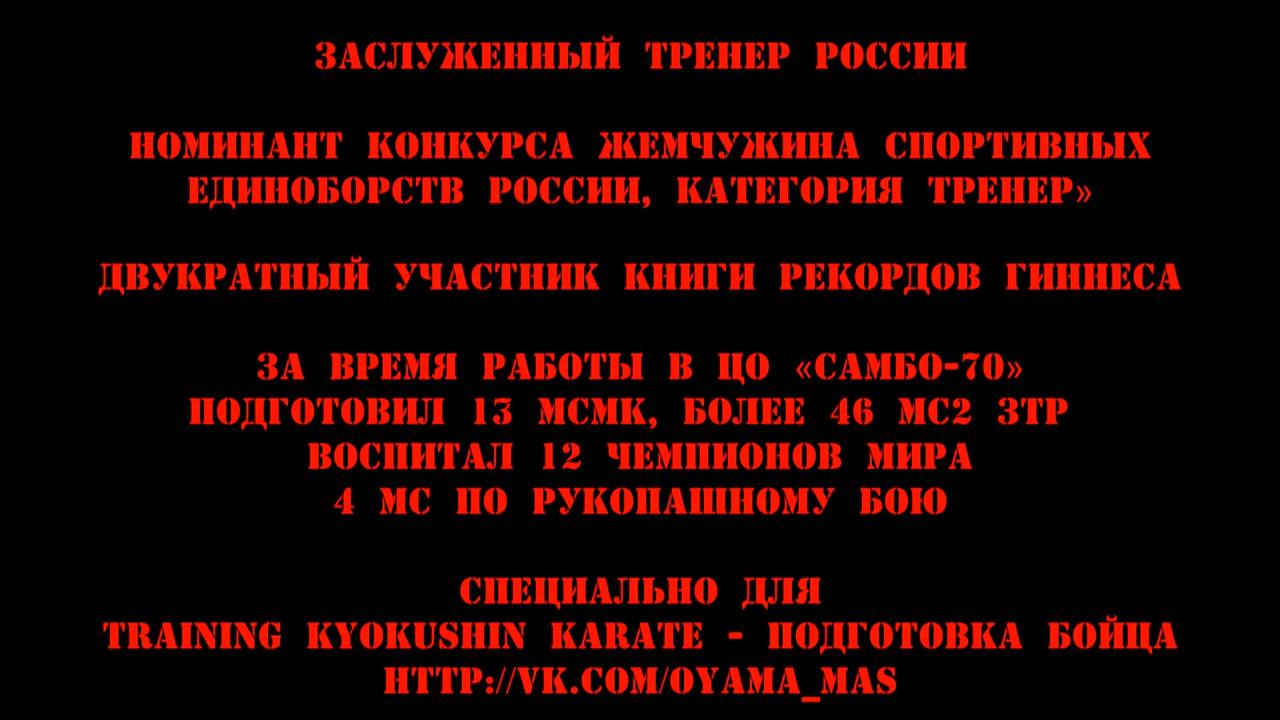 ЗАСЛУЖЕННЫЙ ТРЕНЕР РОССИИ
НОМИНАНТ КОНКУРСА ЖЕМЧУЖИНА СПОРТИВНЫХ
ЕДИНОБОРСТВ РОССИИ, КАТЕГОРИЯ ТРЕНЕР»
ДВУКРАТНЫЙ УЧАСТНИК КНИГИ РЕКОРДОВ ГИННЕСА
ЗА ВРЕМЯ РАБОТЫ В ЦО «САМБО-70»
ПОДГОТОВИЛ 13 МСМК, БОЛЕЕ 46 МС2 ЗТР
ВОСПИТАЛ 12 ЧЕМПИОНОВ МИРА
4 МС ПО РУКОПАШНОМУ БОЮ
СПЕЦИАЛЬНО ДЛЯ
TRAINING KYOKUSHIN KARATE - ПОДГОТОВКА БОЙЦА
HTTP://VK.COM/OYAMA_MAS